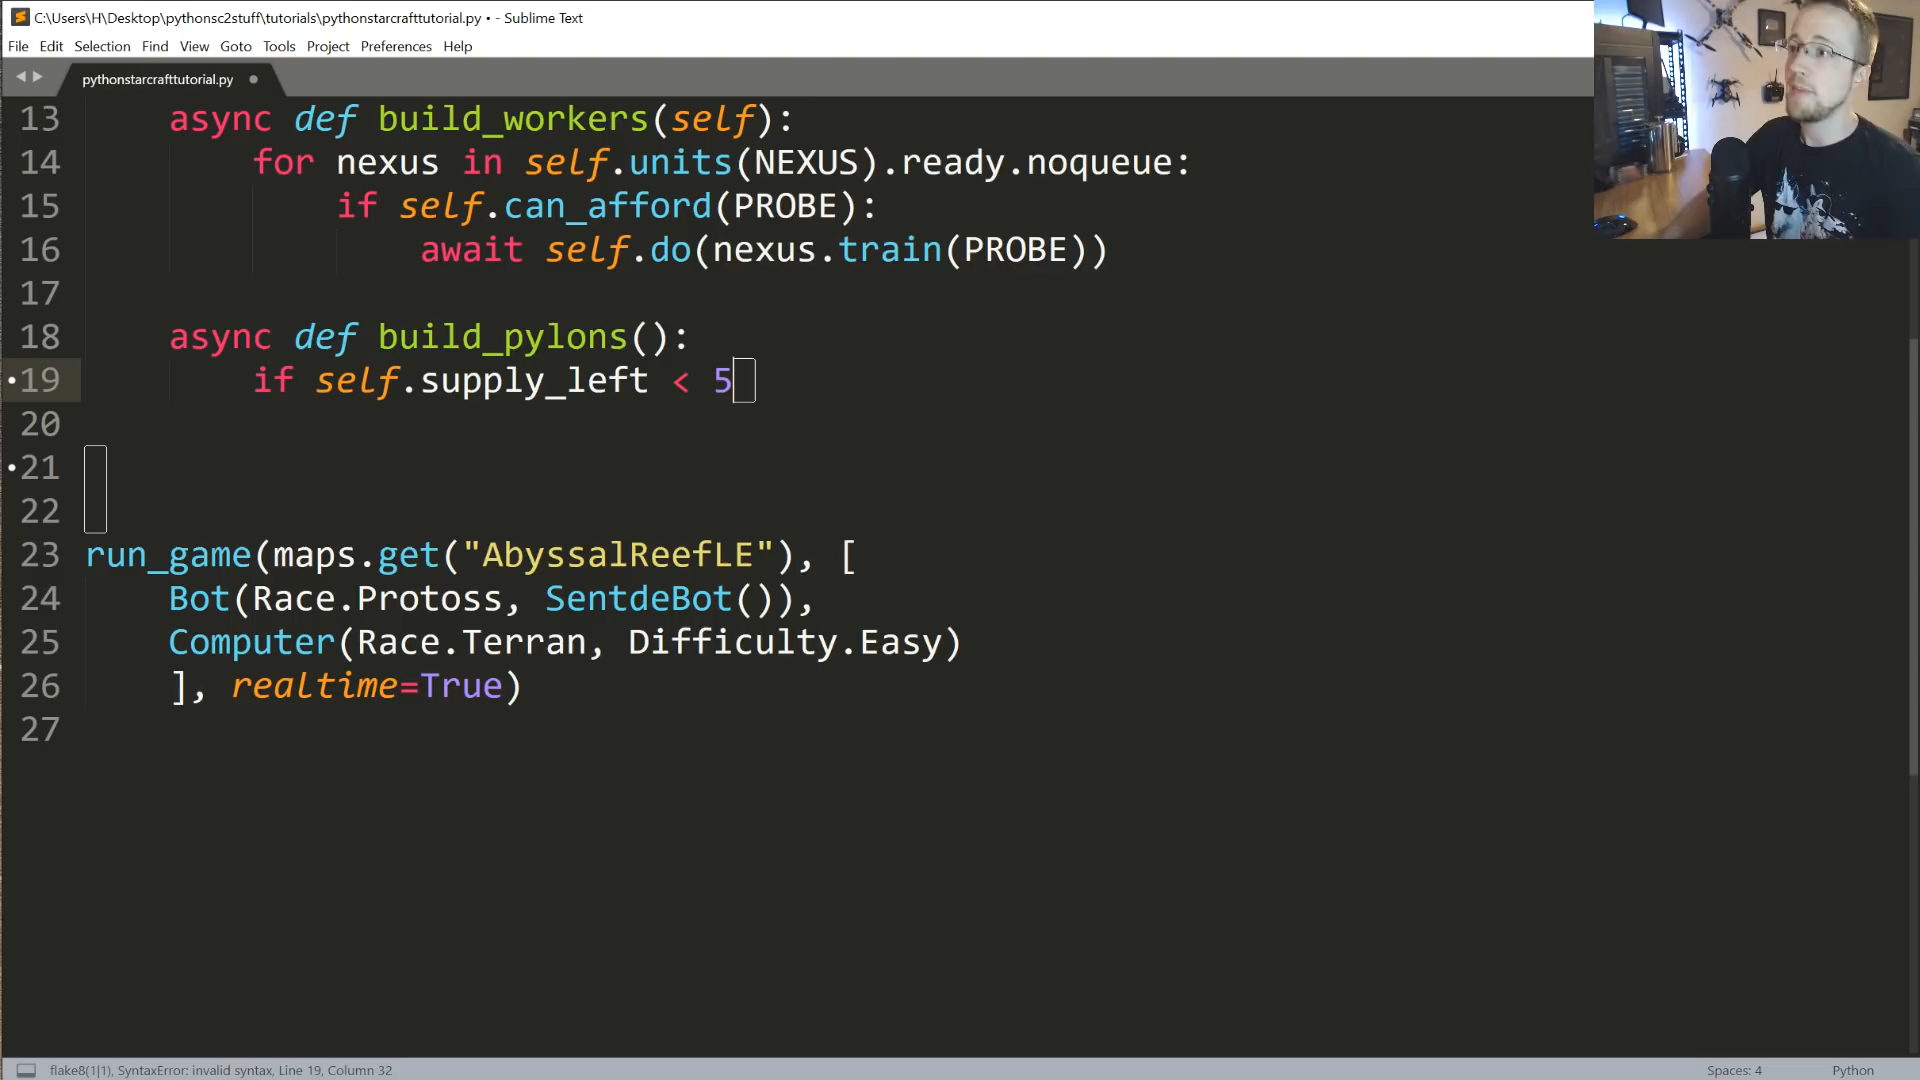 C:\Users\H\Desktop\pythonsc2stuff\tutorials\pythonstarcrafttutorial.py • - Sublime Text
File Edit Selection Find View Goto Tools Project Preferences Help
pythonstarcrafttutorial.py
13 async def build_workers(self):
14 for nexus in self.units(NEXUS).ready.noqueue:
15 if self.can_afford(PROBE):
16 await self.do(nexus.train(PROBE))
17
18 async def build_pylons():
19 if self.supply_left < 5
20
21
22
23 run_game(maps.get("AbyssalReefLE"), [
24 Bot(Race.Protoss, SentdeBot()),
25 Computer(Race.Terran, Difficulty.Easy)
26 ], realtime=True)
27
flake8(1|1), SyntaxError: invalid syntax, Line 19, Column 32 Spaces: 4 Python